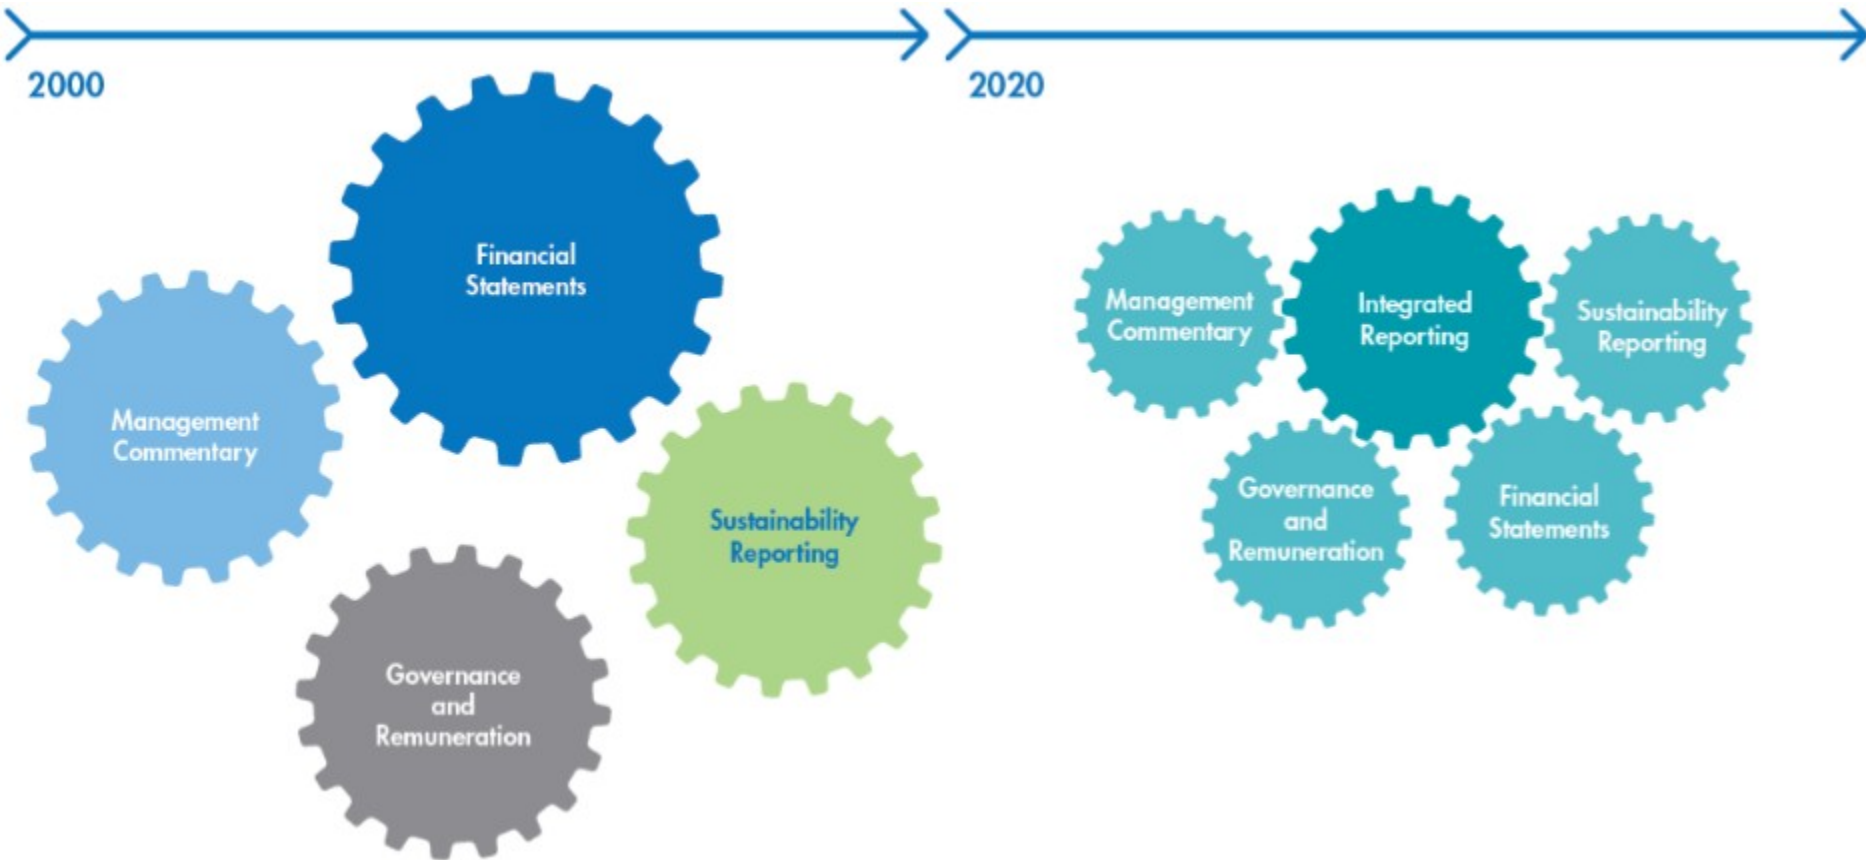 2000
2020
Financial
Statements
Management
Commentary
Sustainability
Reporting
Governance
and
Remuneration
Management
Commentary
Integrated
Reporting
Sustainability
Reporting
Governance
and
Remuneration
Financial
Statements